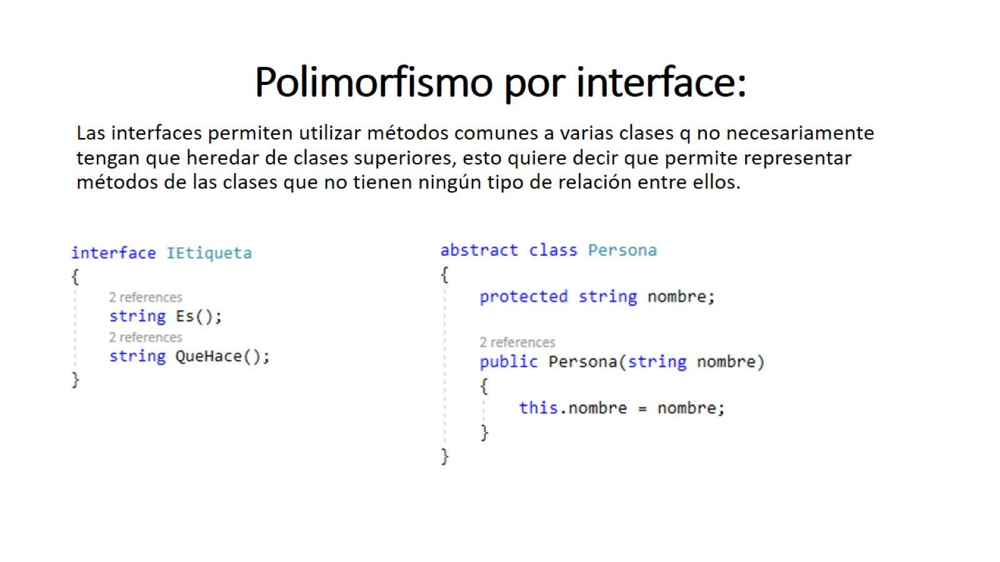 Polimorfismo por interface:
Las interfaces permiten utilizar métodos comunes a varias clases q no necesariamente
tengan que heredar de clases superiores, esto quiere decir que permite representar
métodos de las clases que no tienen ningún tipo de relación entre ellos.
interface IEtiqueta
{
2 references
string Es();
2 references
string QueHace();
}
abstract class Persona
{
protected string nombre;
2 references
public Persona(string nombre)
{
this.nombre = nombre;
}
}